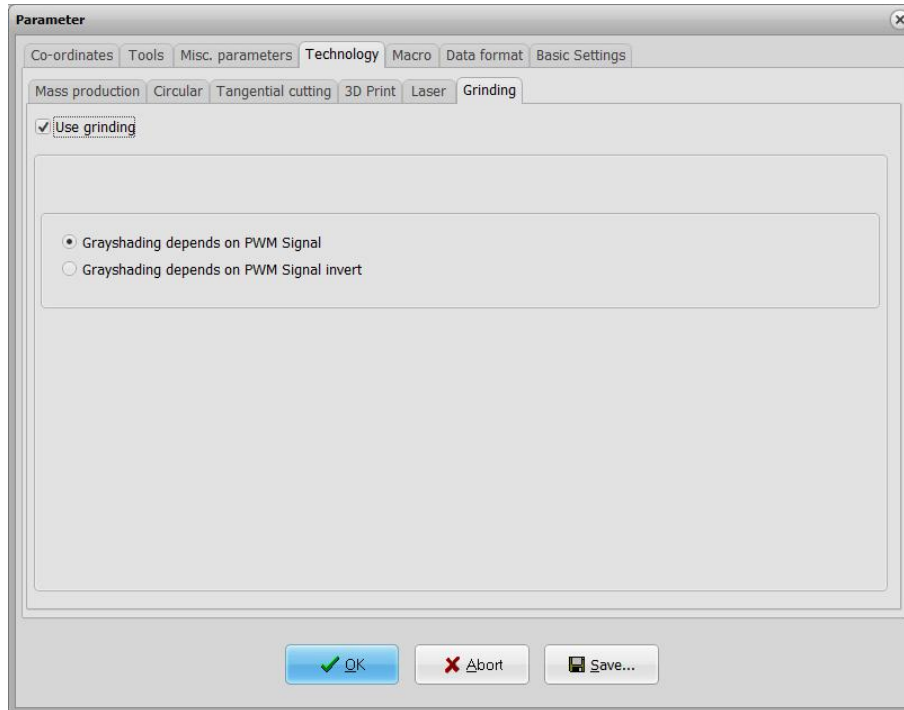 Parameter
Co-ordinates Tools Misc. parameters Technology Macro Data format Basic Settings
Mass production Circular Tangential cutting 3D Print Laser Grinding
Use grinding
Grayshading depends on PWM Signal
Grayshading depends on PWM Signal invert
OK Abort Save...